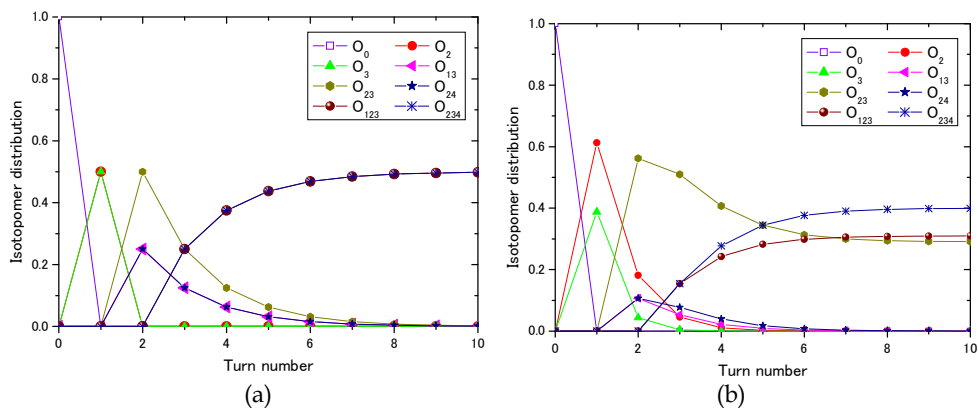 1.0
0.8
0.6
0.4
0.2
0.0
Isotopomer distribution
O₀ O₂
O₃ O₁₃
O₂₃ O₂₄
O₁₂₃ O₂₃₄
0 2 4 6 8 10
Turn number
(a)
1.0
0.8
0.6
0.4
0.2
0.0
Isotopomer distribution
O₀ O₂
O₃ O₁₃
O₂₃ O₂₄
O₁₂₃ O₂₃₄
0 2 4 6 8 10
Turn number
(b)